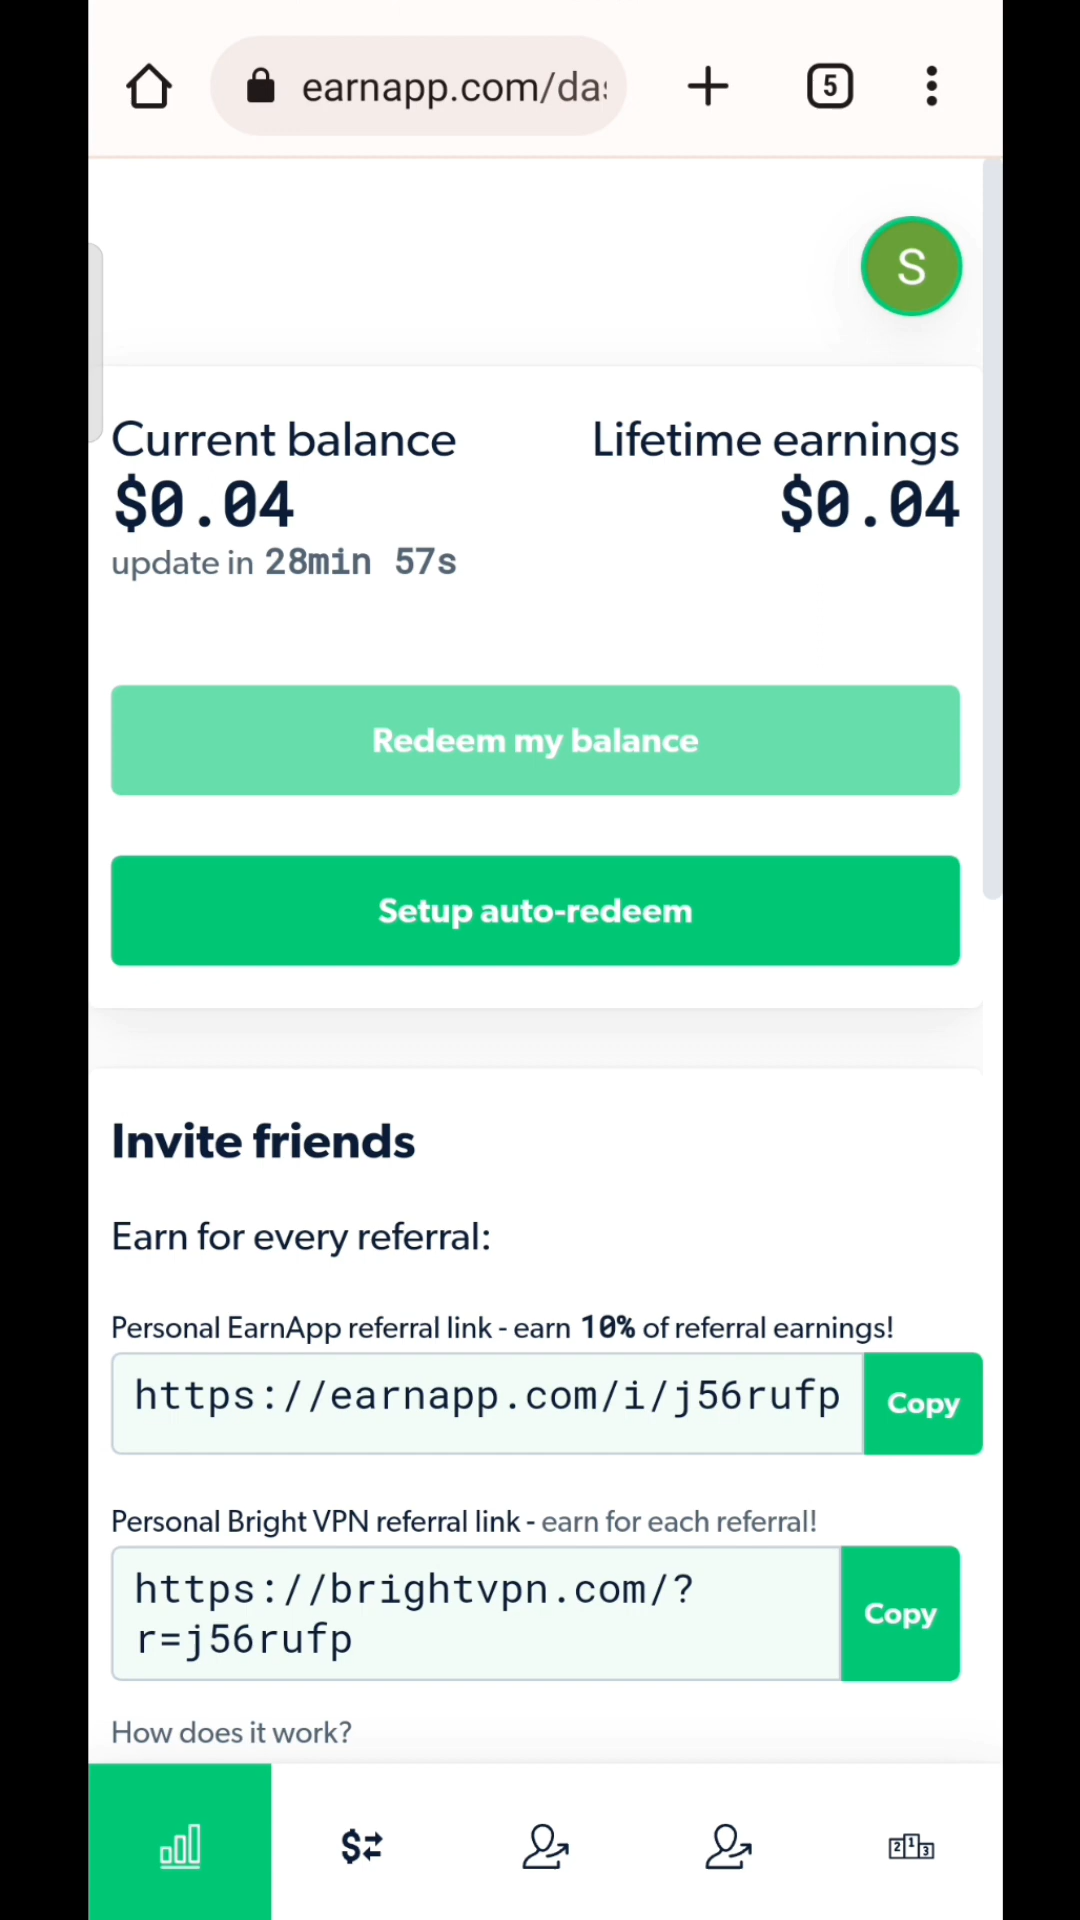 earnapp.com/da
5
S
Current balance
Lifetime earnings
$0.04
$0.04
update in 28min 57s
Redeem my balance
Setup auto-redeem
Invite friends
Earn for every referral:
Personal EarnApp referral link - earn 10% of referral earnings!
https://earnapp.com/i/j56rufp
Copy
Personal Bright VPN referral link - earn for each referral!
https://brightvpn.com/?
r=j56rufp
Copy
How does it work?
$
2 1 3